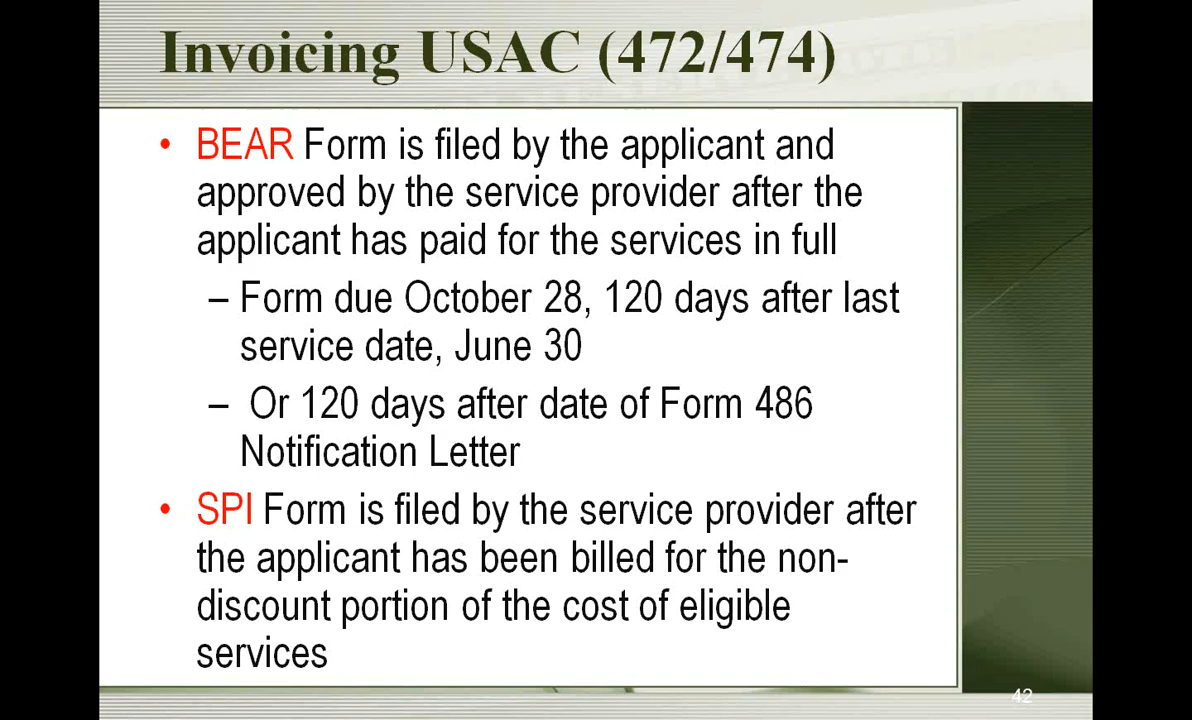 Invoicing USAC (472/474)
• BEAR Form is filed by the applicant and
approved by the service provider after the
applicant has paid for the services in full
– Form due October 28, 120 days after last
service date, June 30
– Or 120 days after date of Form 486
Notification Letter
• SPI Form is filed by the service provider after
the applicant has been billed for the non-
discount portion of the cost of eligible
services
42